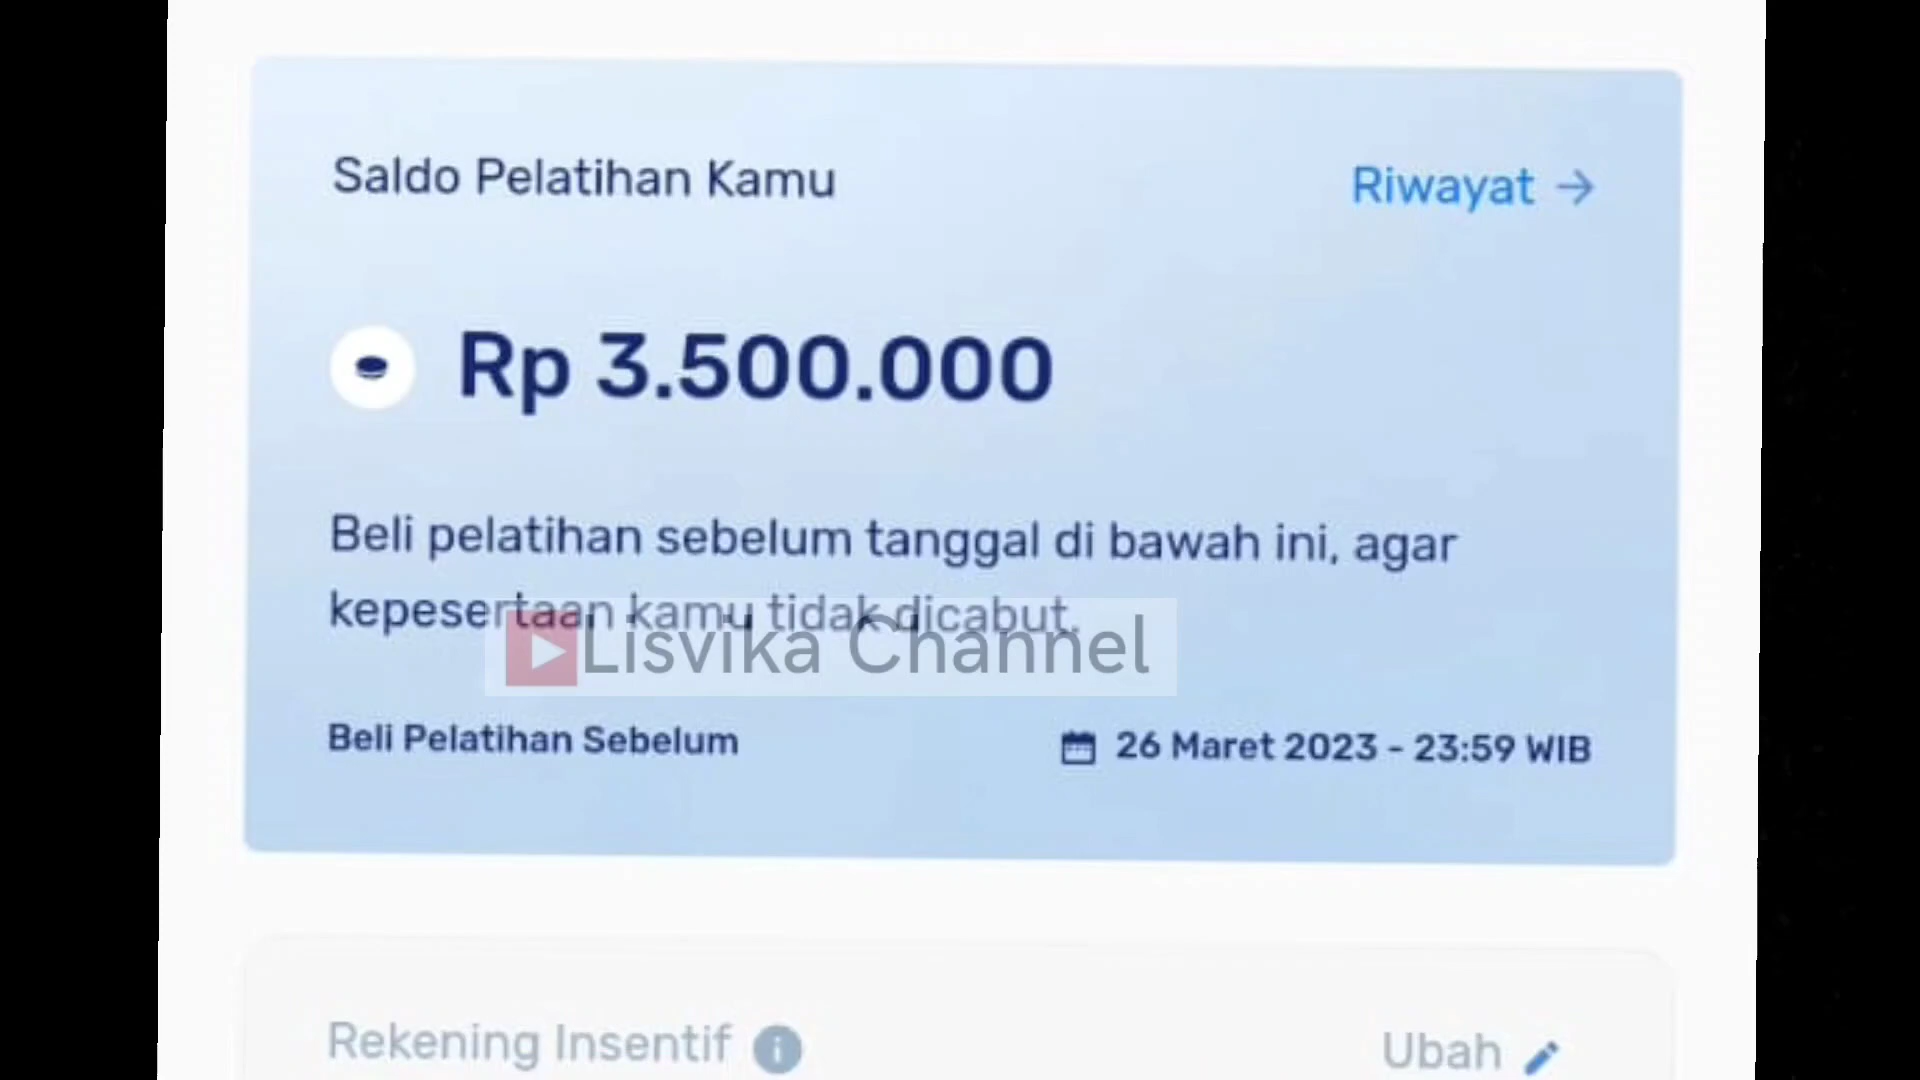 Saldo Pelatihan Kamu
Riwayat →
Rp 3.500.000
Beli pelatihan sebelum tanggal di bawah ini, agar
kepesertaan kamu tidak dicabut.
Lisvika Channel
Beli Pelatihan Sebelum
26 Maret 2023 - 23:59 WIB
Rekening Insentif
Ubah